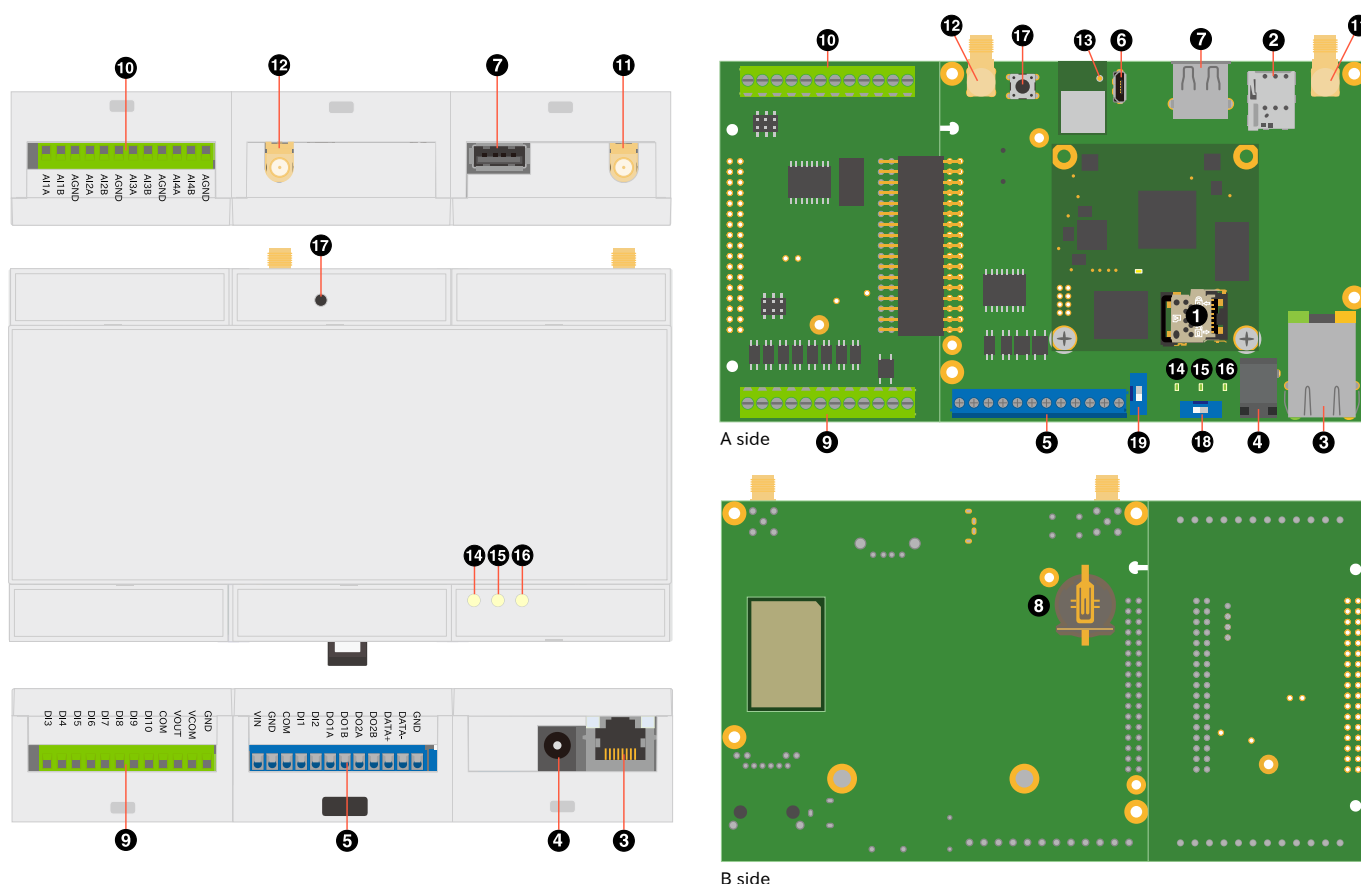 10
12
7
11
AI1A
AI1B
AGND
AI2A
AI2B
AGND
AI3A
AI3B
AGND
AI4A
AI4B
AGND
17
14
15
16
DI3
DI4
DI5
DI6
DI7
DI8
DI9
DI10
COM
VOUT
VCOM
GND
VIN
GND
COM
DI1
DI2
DO1A
DO1B
DO2A
DO2B
DATA+
DATA-
GND
9
5
4
3
10
12
17
13
6
7
2
11
1
14
15
16
A side
9
5
19
18
4
3
8
B side